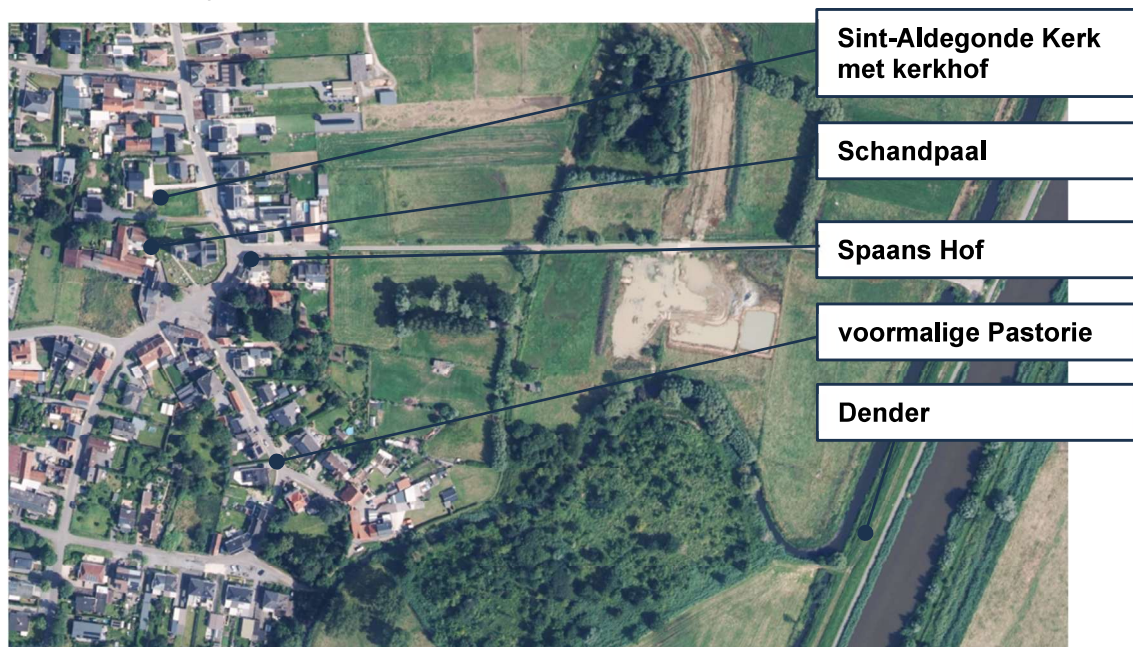 Sint-Aldegonde Kerk
met kerkhof
Schandpaal
Spaans Hof
voormalige Pastorie
Dender